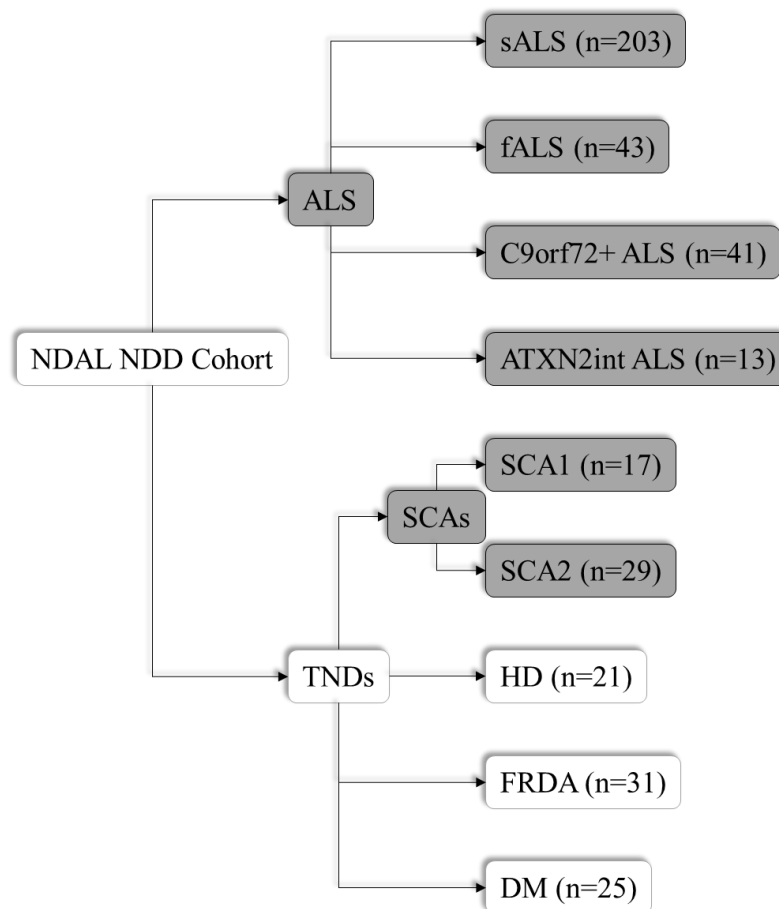 sALS (n=203)
fALS (n=43)
ALS
C9orf72+ ALS (n=41)
NDAL NDD Cohort
ATXN2int ALS (n=13)
SCA1 (n=17)
SCAs
SCA2 (n=29)
TNDs
HD (n=21)
FRDA (n=31)
DM (n=25)